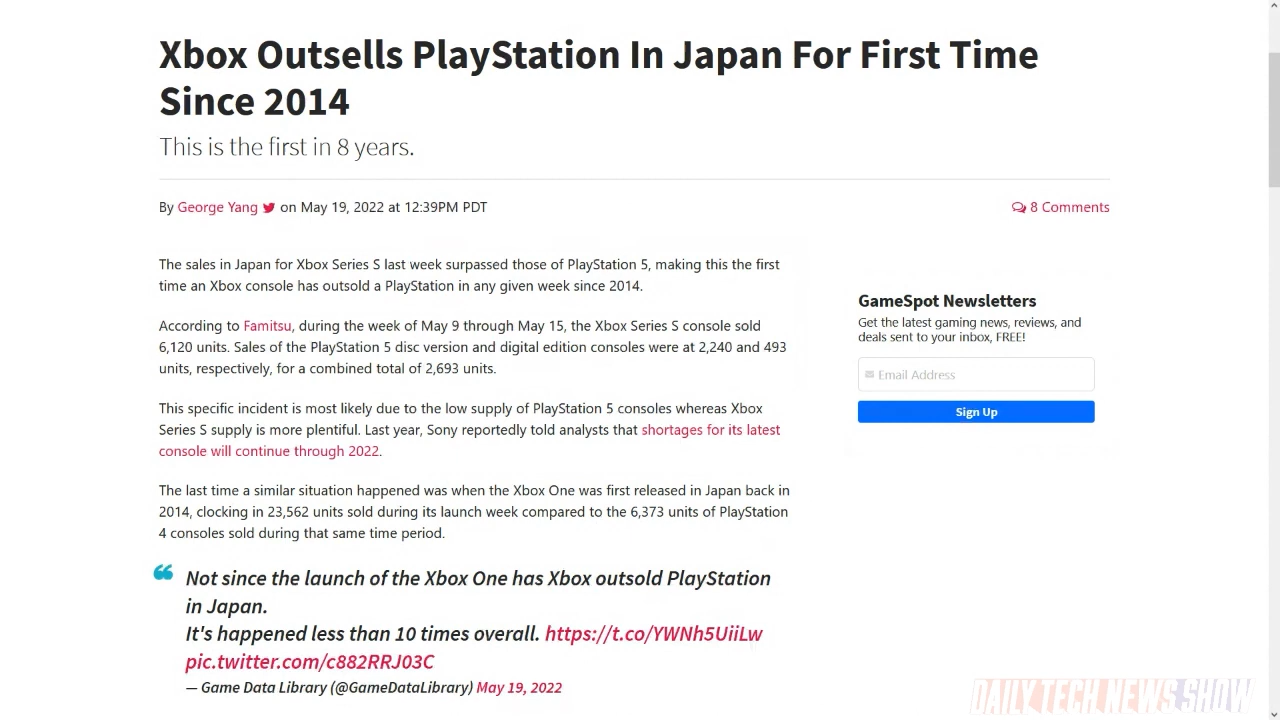 Xbox Outsells PlayStation In Japan For First Time
Since 2014
This is the first in 8 years.
By George Yang on May 19, 2022 at 12:39PM PDT
8 Comments
The sales in Japan for Xbox Series S last week surpassed those of PlayStation 5, making this the first
time an Xbox console has outsold a PlayStation in any given week since 2014.
According to Famitsu, during the week of May 9 through May 15, the Xbox Series S console sold
6,120 units. Sales of the PlayStation 5 disc version and digital edition consoles were at 2,240 and 493
units, respectively, for a combined total of 2,693 units.
This specific incident is most likely due to the low supply of PlayStation 5 consoles whereas Xbox
Series S supply is more plentiful. Last year, Sony reportedly told analysts that shortages for its latest
console will continue through 2022.
The last time a similar situation happened was when the Xbox One was first released in Japan back in
2014, clocking in 23,562 units sold during its launch week compared to the 6,373 units of PlayStation
4 consoles sold during that same time period.
❝ Not since the launch of the Xbox One has Xbox outsold PlayStation
in Japan.
It's happened less than 10 times overall. https://t.co/YWNh5UiiLw
pic.twitter.com/c882RRJ03C
— Game Data Library (@GameDataLibrary) May 19, 2022
GameSpot Newsletters
Get the latest gaming news, reviews, and
deals sent to your inbox, FREE!
Email Address
Sign Up
DAILY TECH NEWS SHOW